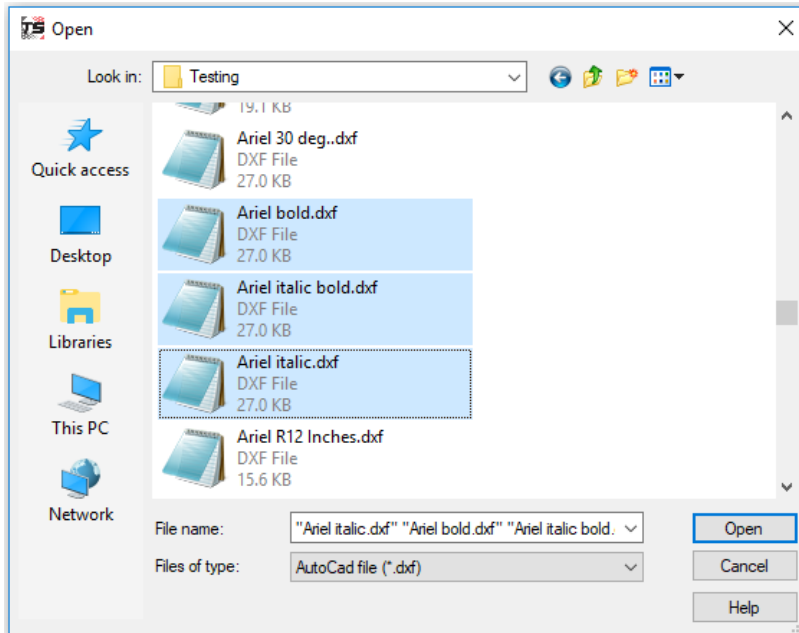 TS Open
Look in: Testing
19.1 KB
Ariel 30 deg..dxf
DXF File
27.0 KB
Ariel bold.dxf
DXF File
27.0 KB
Ariel italic bold.dxf
DXF File
27.0 KB
Ariel italic.dxf
DXF File
27.0 KB
Ariel R12 Inches.dxf
DXF File
15.6 KB
Quick access
Desktop
Libraries
This PC
Network
File name: "Ariel italic.dxf" "Ariel bold.dxf" "Ariel italic bold.
Open
Files of type: AutoCad file (*.dxf)
Cancel
Help